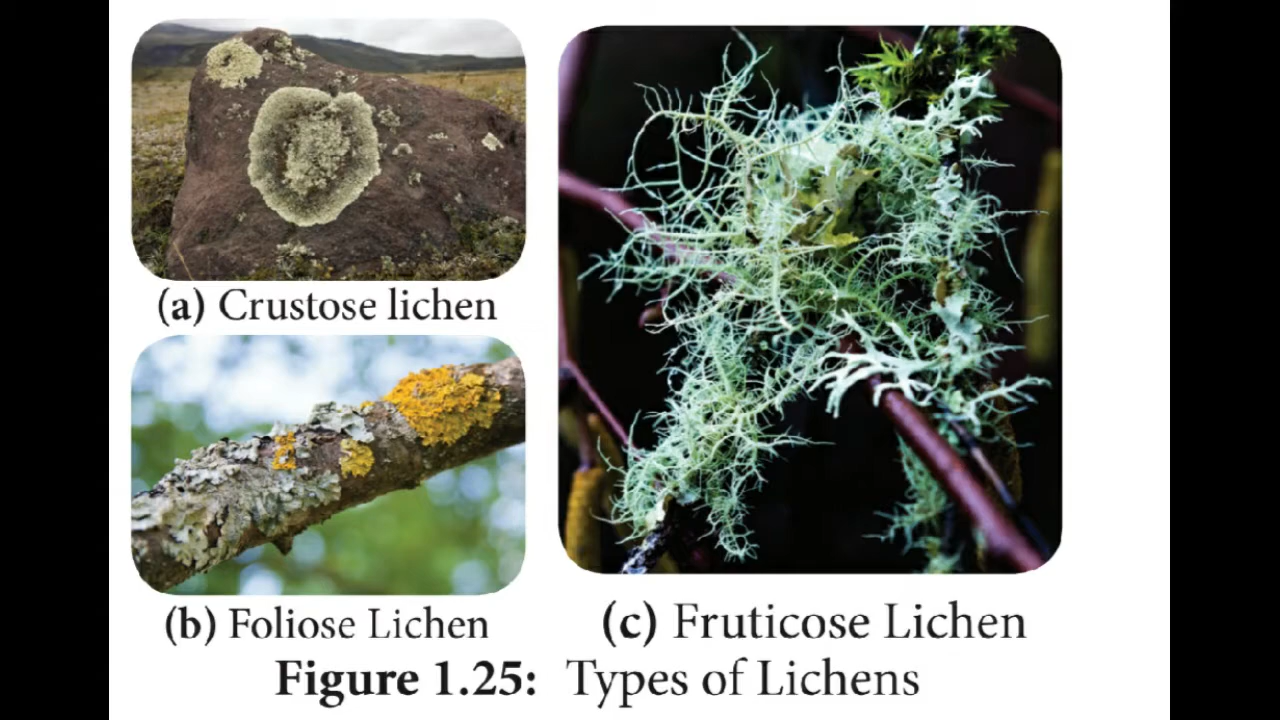 (a) Crustose lichen
(b) Foliose Lichen
(c) Fruticose Lichen
Figure 1.25: Types of Lichens